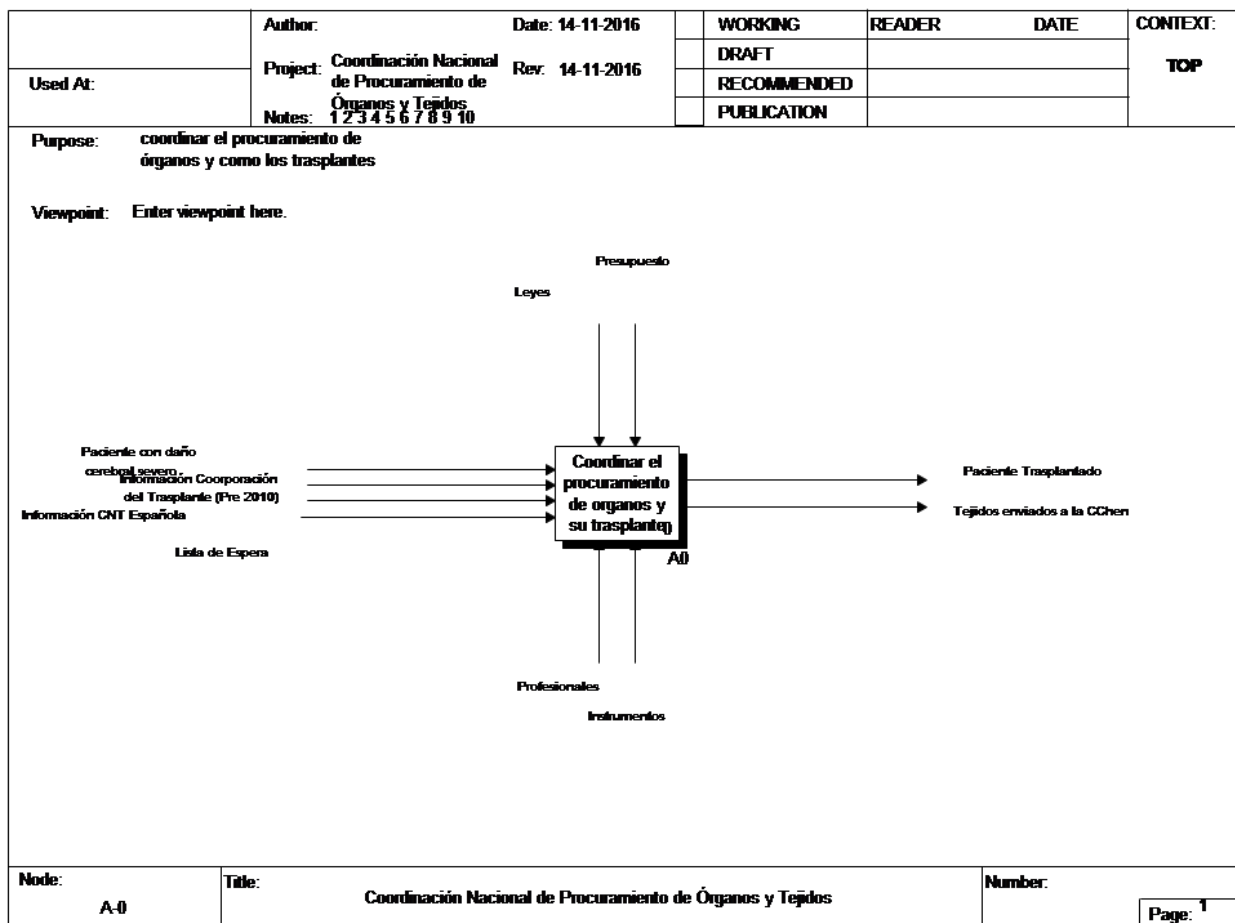 Used At:
Author:
Date: 14-11-2016
Project: Coordinación Nacional
de Procuramiento de
Órganos y Tejidos
Rev: 14-11-2016
Notes: 1 2 3 4 5 6 7 8 9 10
WORKING
DRAFT
RECOMMENDED
PUBLICATION
READER
DATE
CONTEXT:
TOP
Purpose: coordinar el procuramiento de
órganos y como los trasplantes
Viewpoint: Enter viewpoint here.
Presupuesto
Leyes
Paciente con daño
cerebral severo
Información Coorporación
del Trasplante (Pre 2010)
Información CNT Española
Lista de Espera
Coordinar el
procuramiento
de organos y
su trasplante
0
A0
Paciente Trasplantado
Tejidos enviados a la CChen
Profesionales
Instrumentos
Node:
A-0
Title:
Coordinación Nacional de Procuramiento de Órganos y Tejidos
Number:
Page: 1